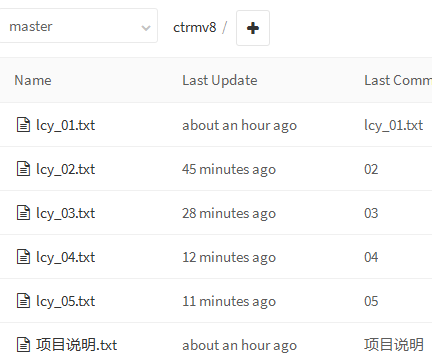 master ctrmv8 / +
Name Last Update Last Comm
lcy_01.txt about an hour ago lcy_01.txt
lcy_02.txt 45 minutes ago 02
lcy_03.txt 28 minutes ago 03
lcy_04.txt 12 minutes ago 04
lcy_05.txt 11 minutes ago 05
项目说明.txt about an hour ago 项目说明